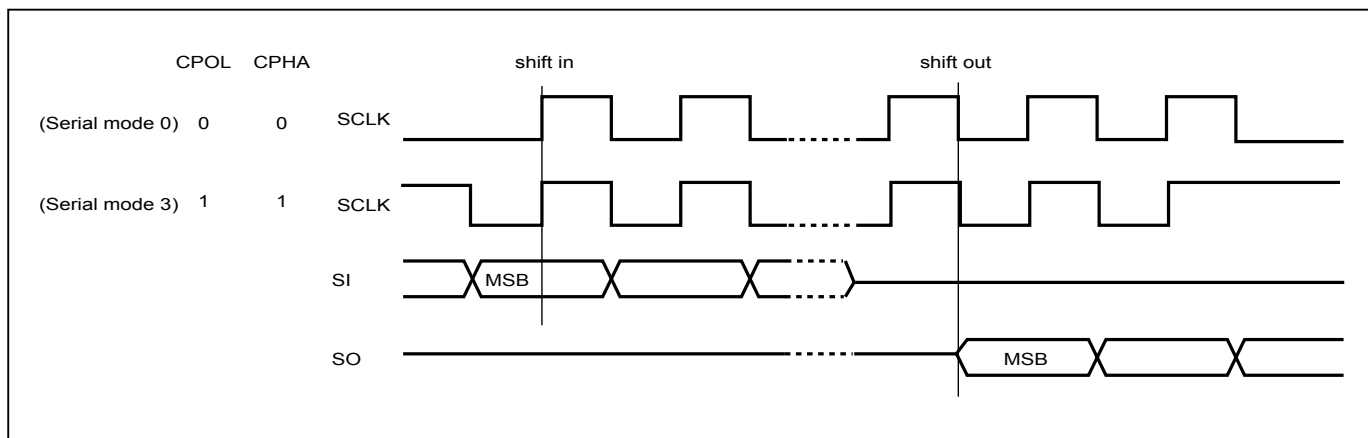 CPOL CPHA shift in shift out
(Serial mode 0) 0 0 SCLK
(Serial mode 3) 1 1 SCLK
SI MSB
SO MSB